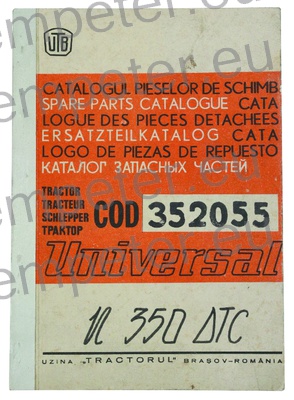 UTB
CATALOGUL PIESELOR DE SCHIMB
SPARE PARTS CATALOGUE CATA
LOGUE DES PIECES DETACHEES
ERSATZTEILKATALOG CATA
LOGO DE PIEZAS DE REPUESTO
КАТАЛОГ ЗАПАСНЫХ ЧАСТЕЙ
TRACTOR
TRACTEUR
SCHLEPPER
ТРАКТОР
COD 352055
Universal
U 350 DTC
UZINA „TRACTORUL" BRAȘOV-ROMÂNIA